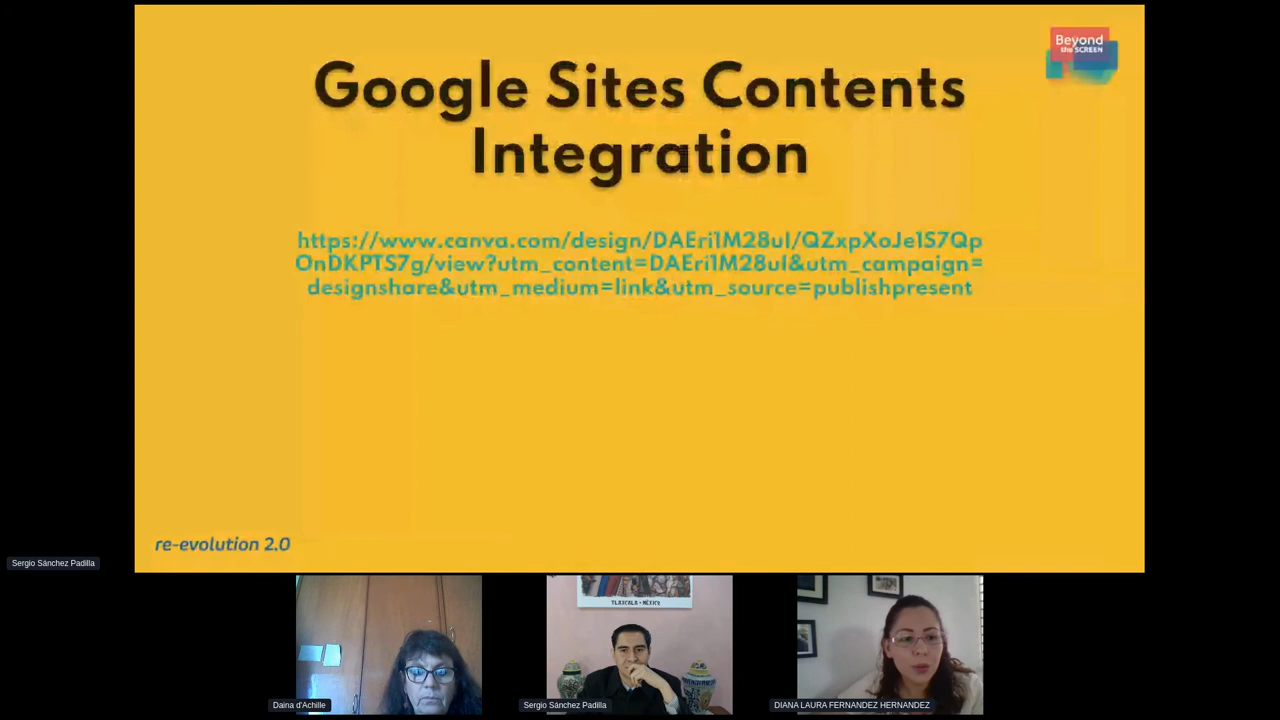 Beyond
the SCREEN
Google Sites Contents
Integration
https://www.canva.com/design/DAEri1M28uI/QZxpXoJe1S7Qp
OnDKPTS7g/view?utm_content=DAEri1M28uI&utm_campaign=
designshare&utm_medium=link&utm_source=publishpresent
re-evolution 2.0
Sergio Sánchez Padilla
TLAXCALA - MÉXICO
Daina d'Achille
Sergio Sánchez Padilla
DIANA LAURA FERNANDEZ HERNANDEZ